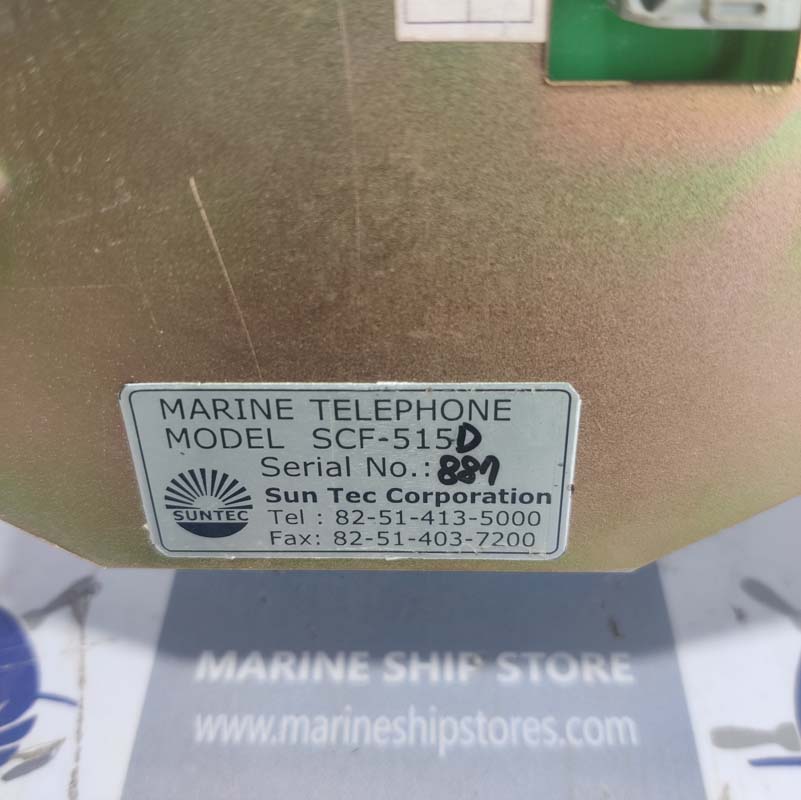 MARINE TELEPHONE
MODEL SCF-515D
Serial No.: 887
SUNTEC
Sun Tec Corporation
Tel : 82-51-413-5000
Fax: 82-51-403-7200
MARINE SHIP STORE
www.marineshipstores.com